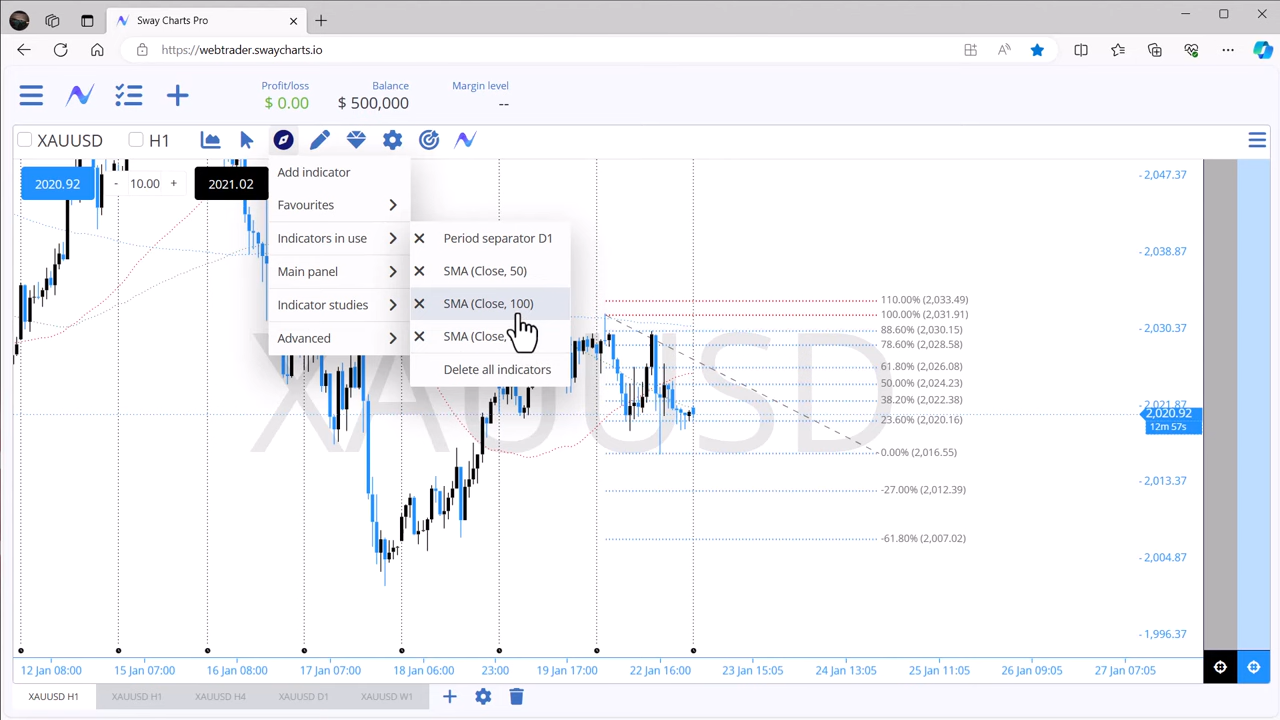 Sway Charts Pro
https://webtrader.swaycharts.io
Profit/loss
$ 0.00
Balance
$ 500,000
Margin level
--
XAUUSD
H1
2020.92
- 10.00 +
2021.02
Add indicator
Favourites
Indicators in use
Main panel
Indicator studies
Advanced
Period separator D1
SMA (Close, 50)
SMA (Close, 100)
SMA (Close,
Delete all indicators
XAUUSD
110.00% (2,033.49)
100.00% (2,031.91)
88.60% (2,030.15)
78.60% (2,028.58)
61.80% (2,026.08)
50.00% (2,024.23)
38.20% (2,022.38)
23.60% (2,020.16)
0.00% (2,016.55)
-27.00% (2,012.39)
-61.80% (2,007.02)
2,047.37
2,038.87
2,030.37
2,021.87
2,020.92
12m 57s
2,013.37
2,004.87
1,996.37
12 Jan 08:00
15 Jan 07:00
16 Jan 08:00
17 Jan 07:00
18 Jan 06:00
23:00
19 Jan 17:00
22 Jan 16:00
23 Jan 15:05
24 Jan 13:05
25 Jan 11:05
26 Jan 09:05
27 Jan 07:05
XAUUSD H1
XAUUSD H1
XAUUSD H4
XAUUSD D1
XAUUSD W1